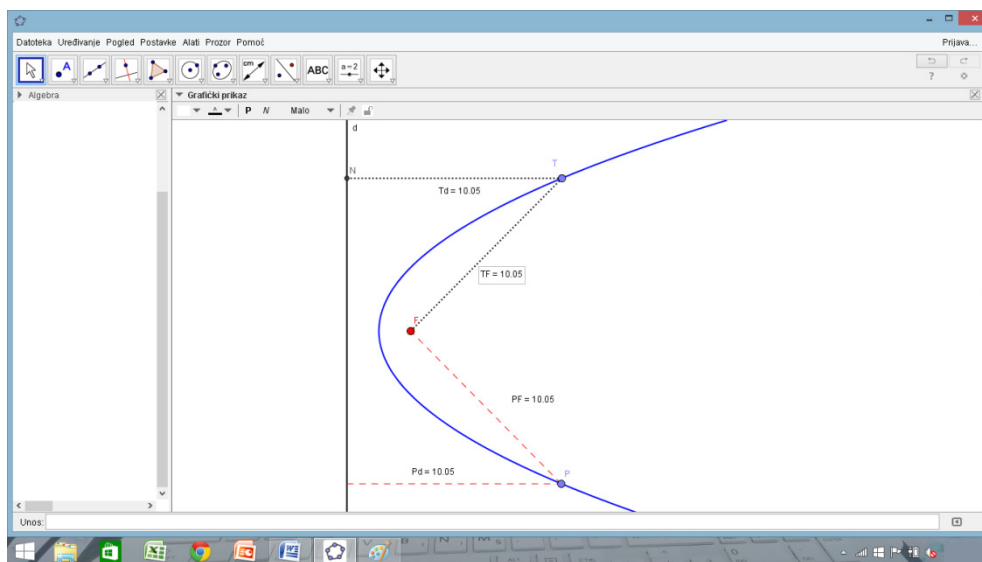 Datoteka Uređivanje Pogled Postavke Alati Prozor Pomoć
Prijava...
cm
ABC
a=2
A
?
Algebra
Grafički prikaz
A
P N Malo
d
N
T
Td = 10.05
TF = 10.05
F
PF = 10.05
Pd = 10.05
P
Unos: